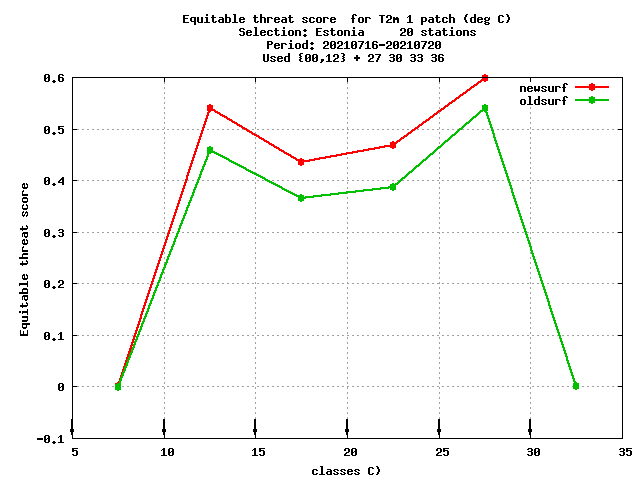 Equitable threat score  for T2m 1 patch (deg C)
Selection: Estonia     20 stations
Period: 20210716-20210720
Used {00,12} + 27 30 33 36
newsurf
oldsurf
Equitable threat score
0.6
0.5
0.4
0.3
0.2
0.1
0
-0.1
5 10 15 20 25 30 35
classes C)